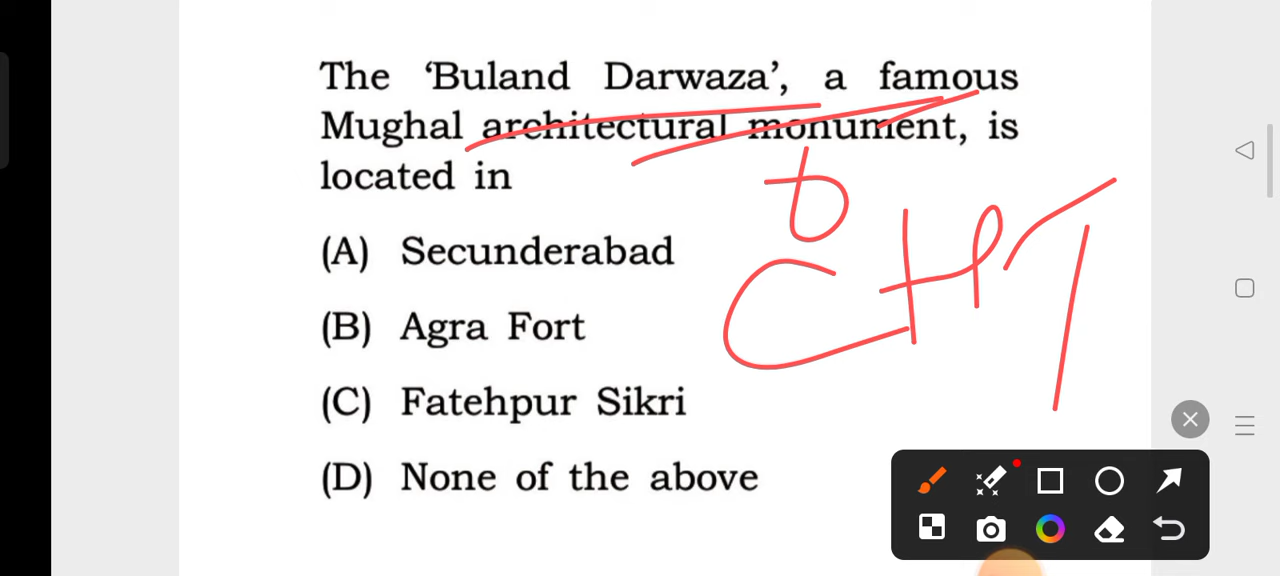 The ‘Buland Darwaza’, a famous
Mughal architectural monument, is
located in
(A) Secunderabad
(B) Agra Fort
(C) Fatehpur Sikri
(D) None of the above